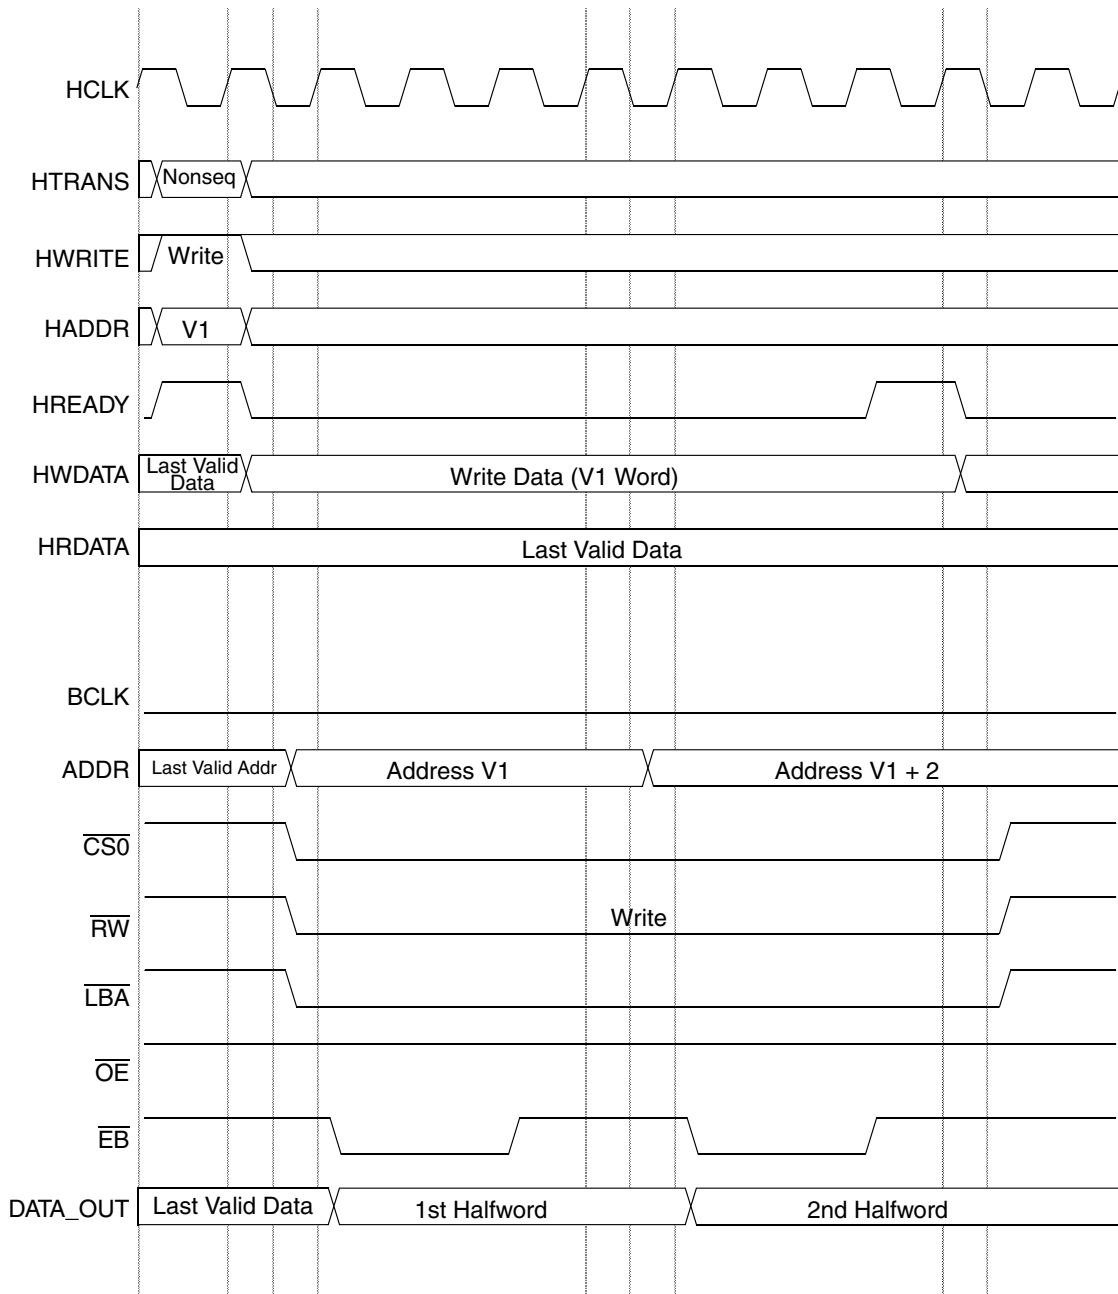 HCLK
HTRANS Nonseq
HWRITE Write
HADDR V1
HREADY
HWDATA Last Valid Data Write Data (V1 Word)
HRDATA Last Valid Data
BCLK
ADDR Last Valid Addr Address V1 Address V1 + 2
CS0
RW Write
LBA
OE
EB
DATA_OUT Last Valid Data 1st Halfword 2nd Halfword